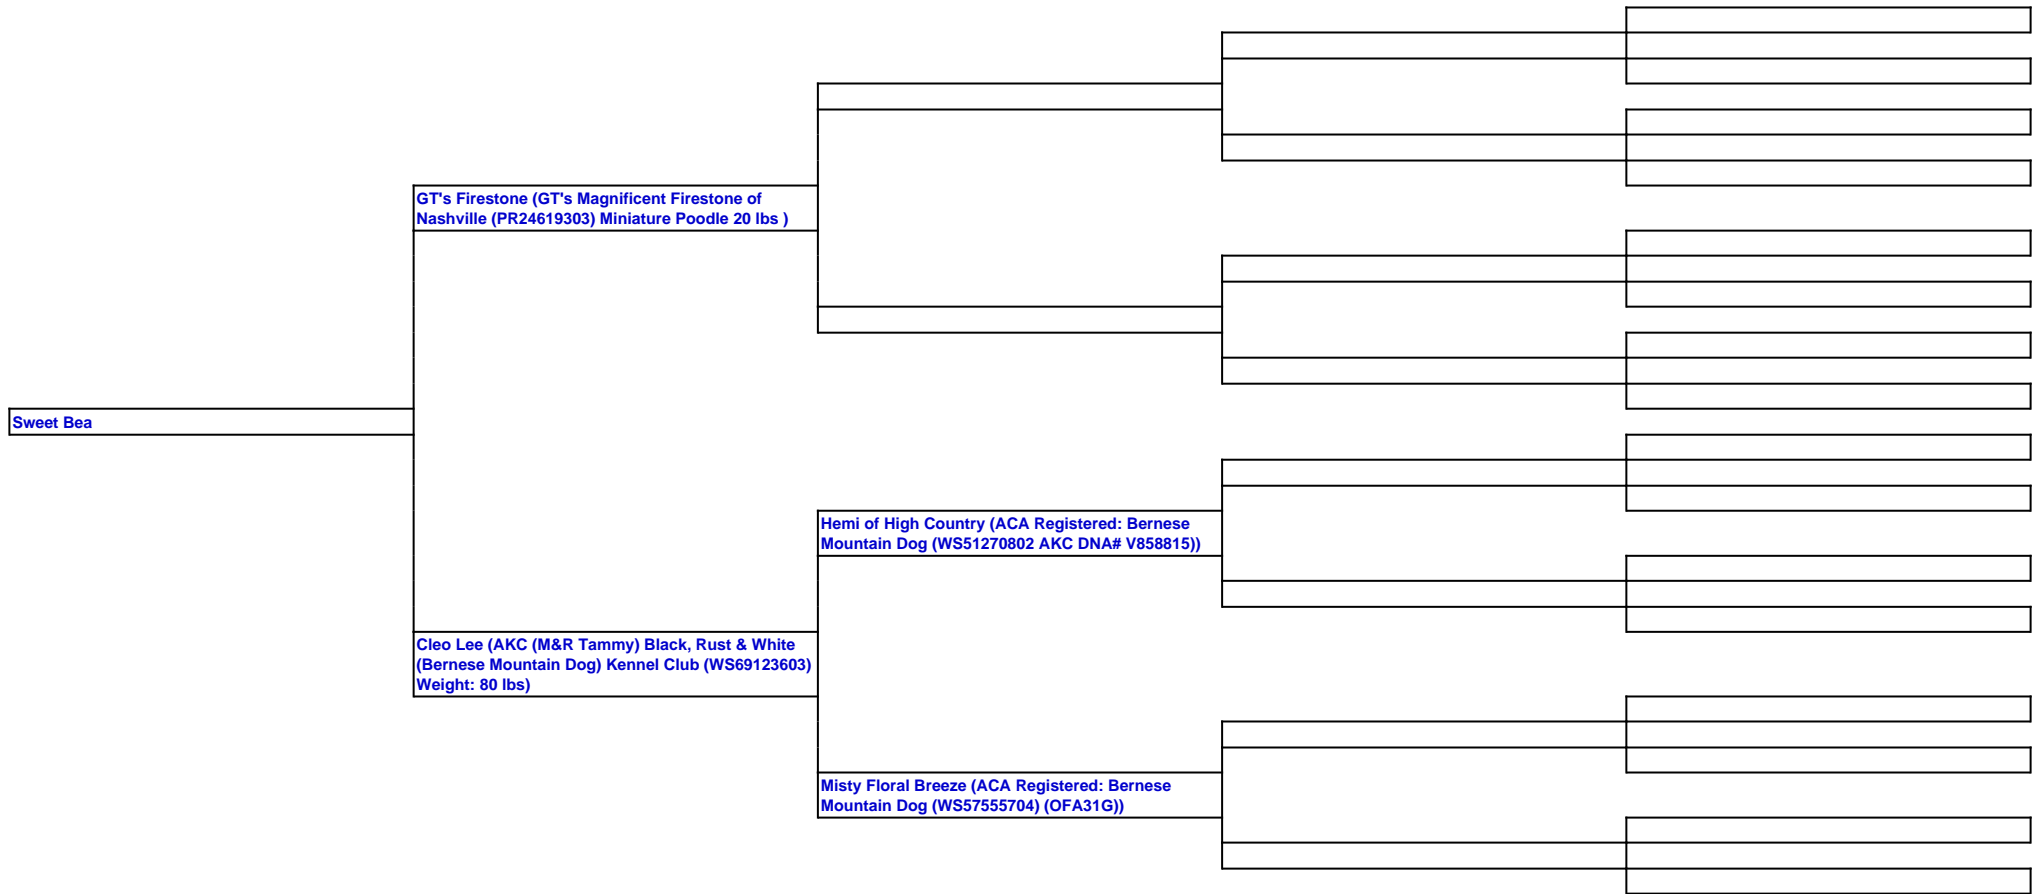 GT's Firestone (GT's Magnificent Firestone of
Nashville (PR24619303) Miniature Poodle 20 lbs )
Sweet Bea
Hemi of High Country (ACA Registered: Bernese
Mountain Dog (WS51270802 AKC DNA# V858815))
Cleo Lee (AKC (M&R Tammy) Black, Rust & White
(Bernese Mountain Dog) Kennel Club (WS69123603)
Weight: 80 lbs)
Misty Floral Breeze (ACA Registered: Bernese
Mountain Dog (WS57555704) (OFA31G))